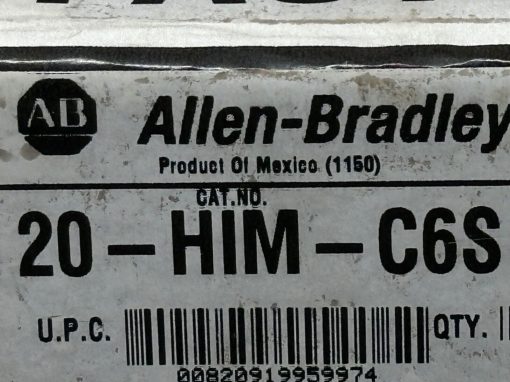 AB Allen-Bradley
Product Of Mexico (1150)
CAT.NO.
20-HIM-C6S
U.P.C. QTY.
00820919959974